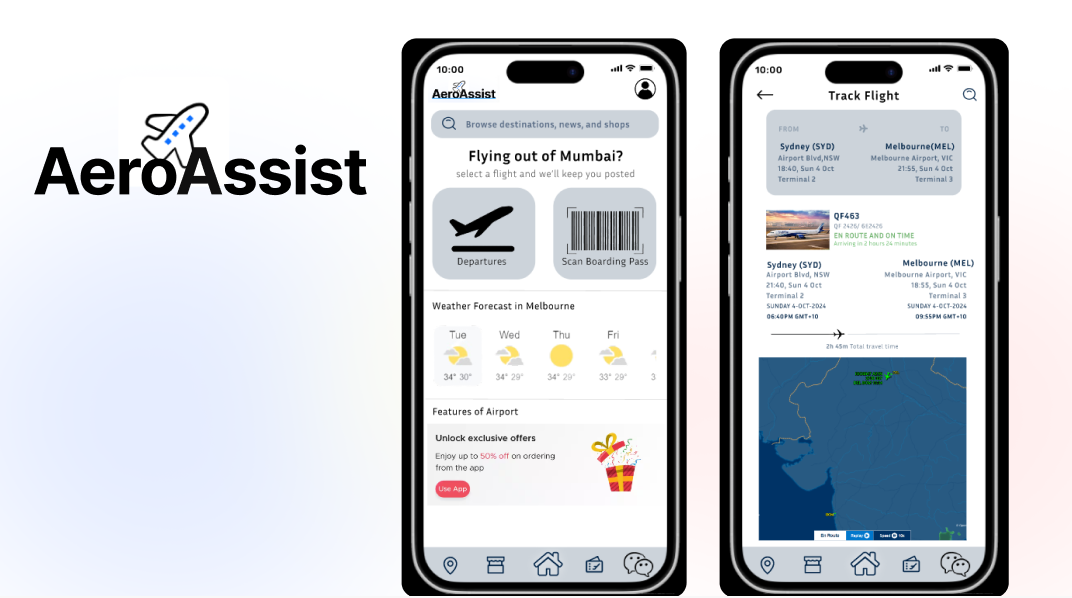 AeroAssist
10:00
AeroAssist
Browse destinations, news, and shops
Flying out of Mumbai?
select a flight and we'll keep you posted
Departures
Scan Boarding Pass
Weather Forecast in Melbourne
Tue Wed Thu Fri
34° 30° 34° 29° 34° 29° 33° 29° 3
Features of Airport
Unlock exclusive offers
Enjoy up to 50% off on ordering
from the app
Use App
10:00
Track Flight
FROM TO
Sydney (SYD) Melbourne(MEL)
Airport Blvd,NSW Melbourne Airport, VIC
18:40, Sun 4 Oct 21:55, Sun 4 Oct
Terminal 2 Terminal 3
QF463
QF 2426/ 652426
EN ROUTE AND ON TIME
Arriving in 2 hours 24 minutes
Sydney (SYD) Melbourne (MEL)
Airport Blvd, NSW Melbourne Airport, VIC
21:40, Sun 4 Oct 18:55, Sun 4 Oct
Terminal 2 Terminal 3
SUNDAY 4-OCT-2024 SUNDAY 4-OCT-2024
06:40PM GMT+10 09:55PM GMT+10
2h 45m Total travel time
En Route Replay Speed 10x